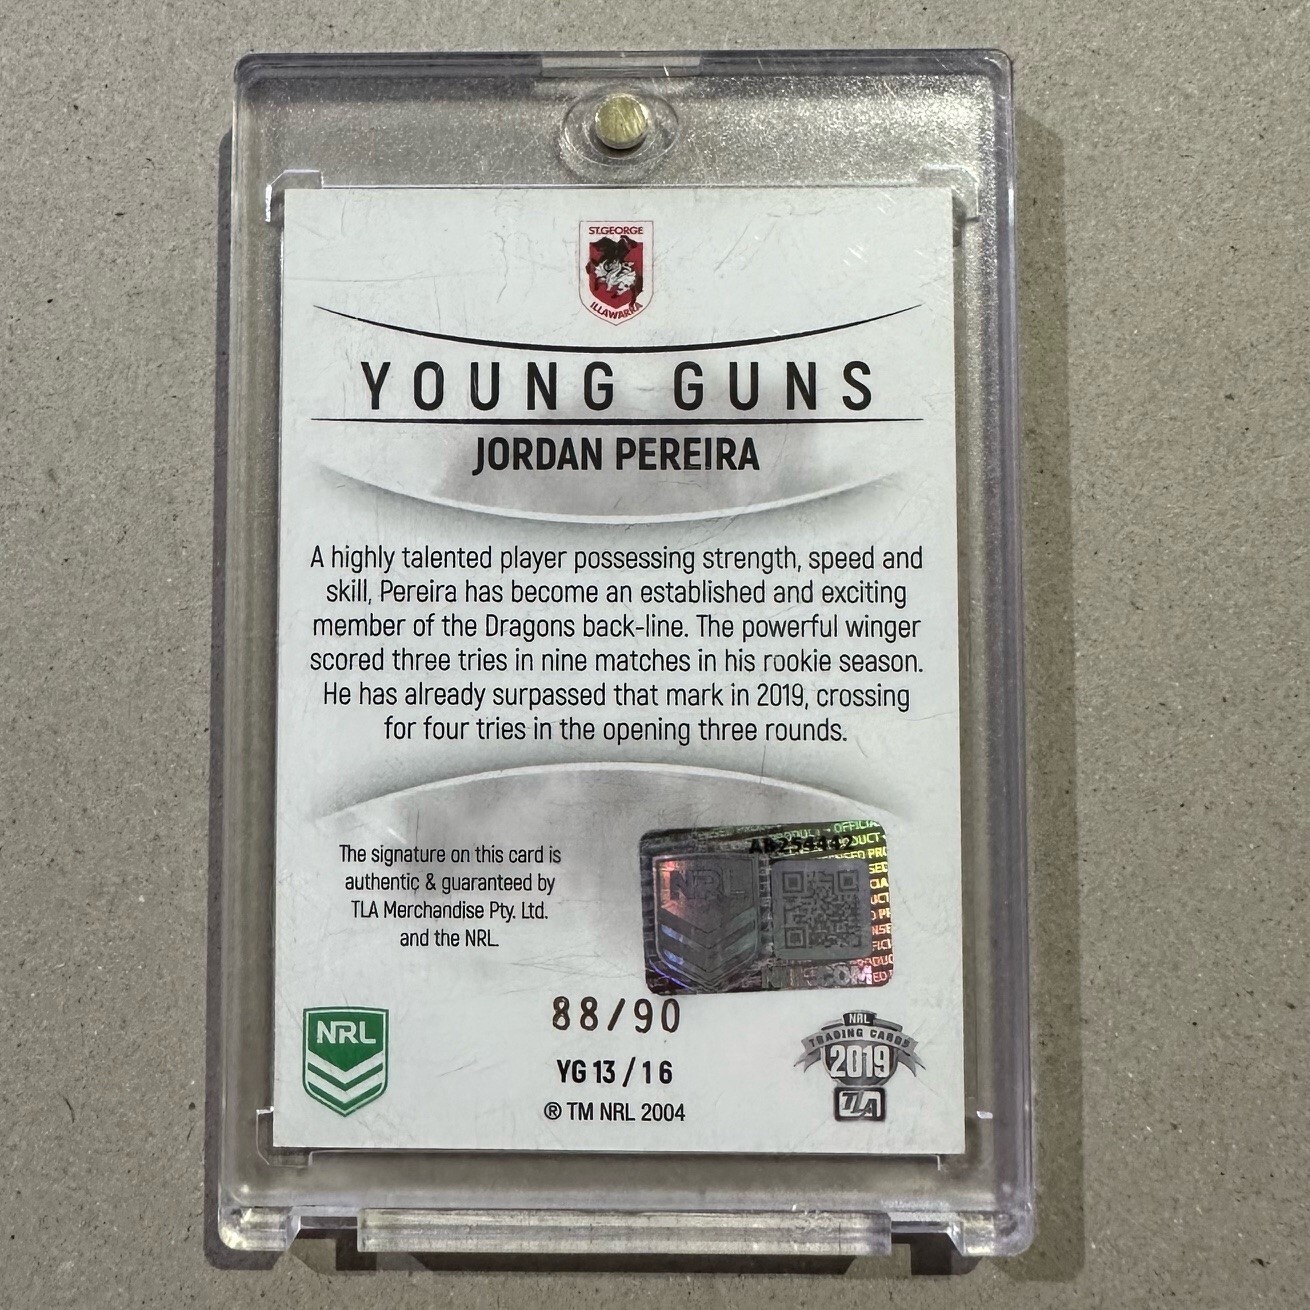 ST.GEORGE
ILLAWARRA
YOUNG GUNS
JORDAN PEREIRA
A highly talented player possessing strength, speed and
skill, Pereira has become an established and exciting
member of the Dragons back-line. The powerful winger
scored three tries in nine matches in his rookie season.
He has already surpassed that mark in 2019, crossing
for four tries in the opening three rounds.
The signature on this card is
authentic & guaranteed by
TLA Merchandise Pty. Ltd.
and the NRL.
AB254442
NRL
NRL.COM
88/90
YG 13 / 16
® TM NRL 2004
NRL
NRL
TRADING CARDS
2019
TLA